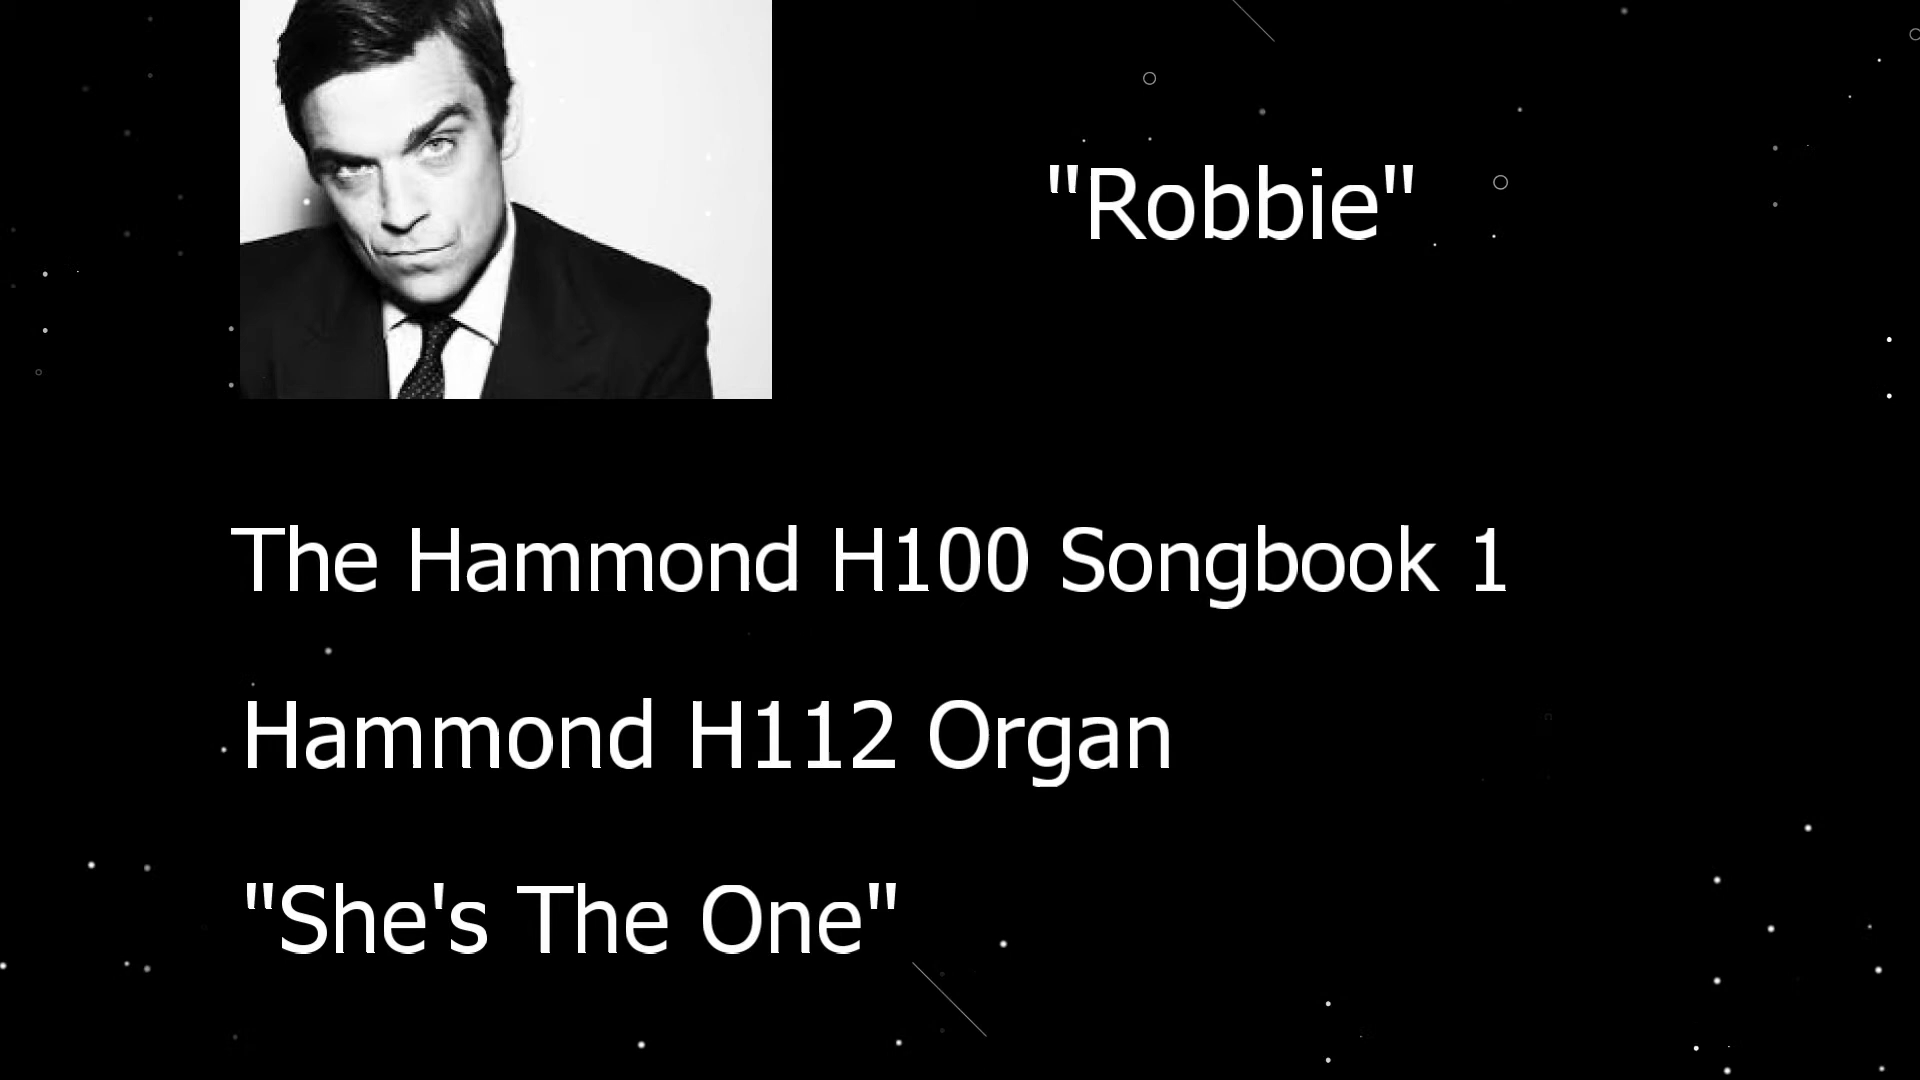 "Robbie"
The Hammond H100 Songbook 1
Hammond H112 Organ
"She's The One"